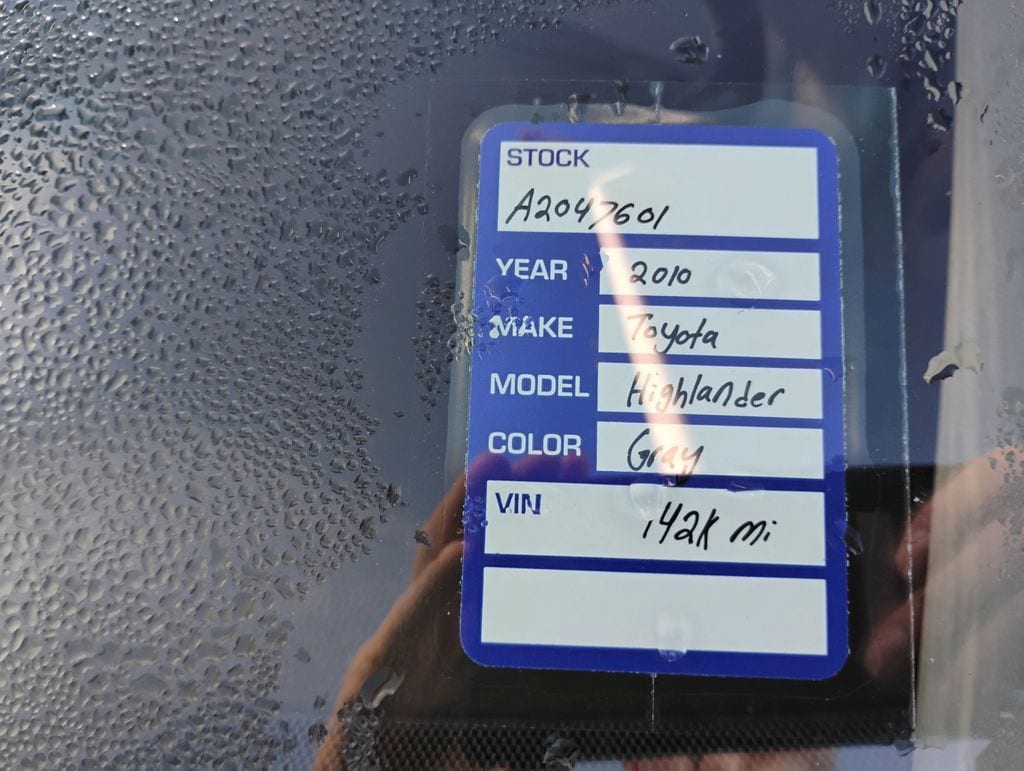 STOCK
A2047601
YEAR 2010
MAKE Toyota
MODEL Highlander
COLOR Gray
VIN
142K mi